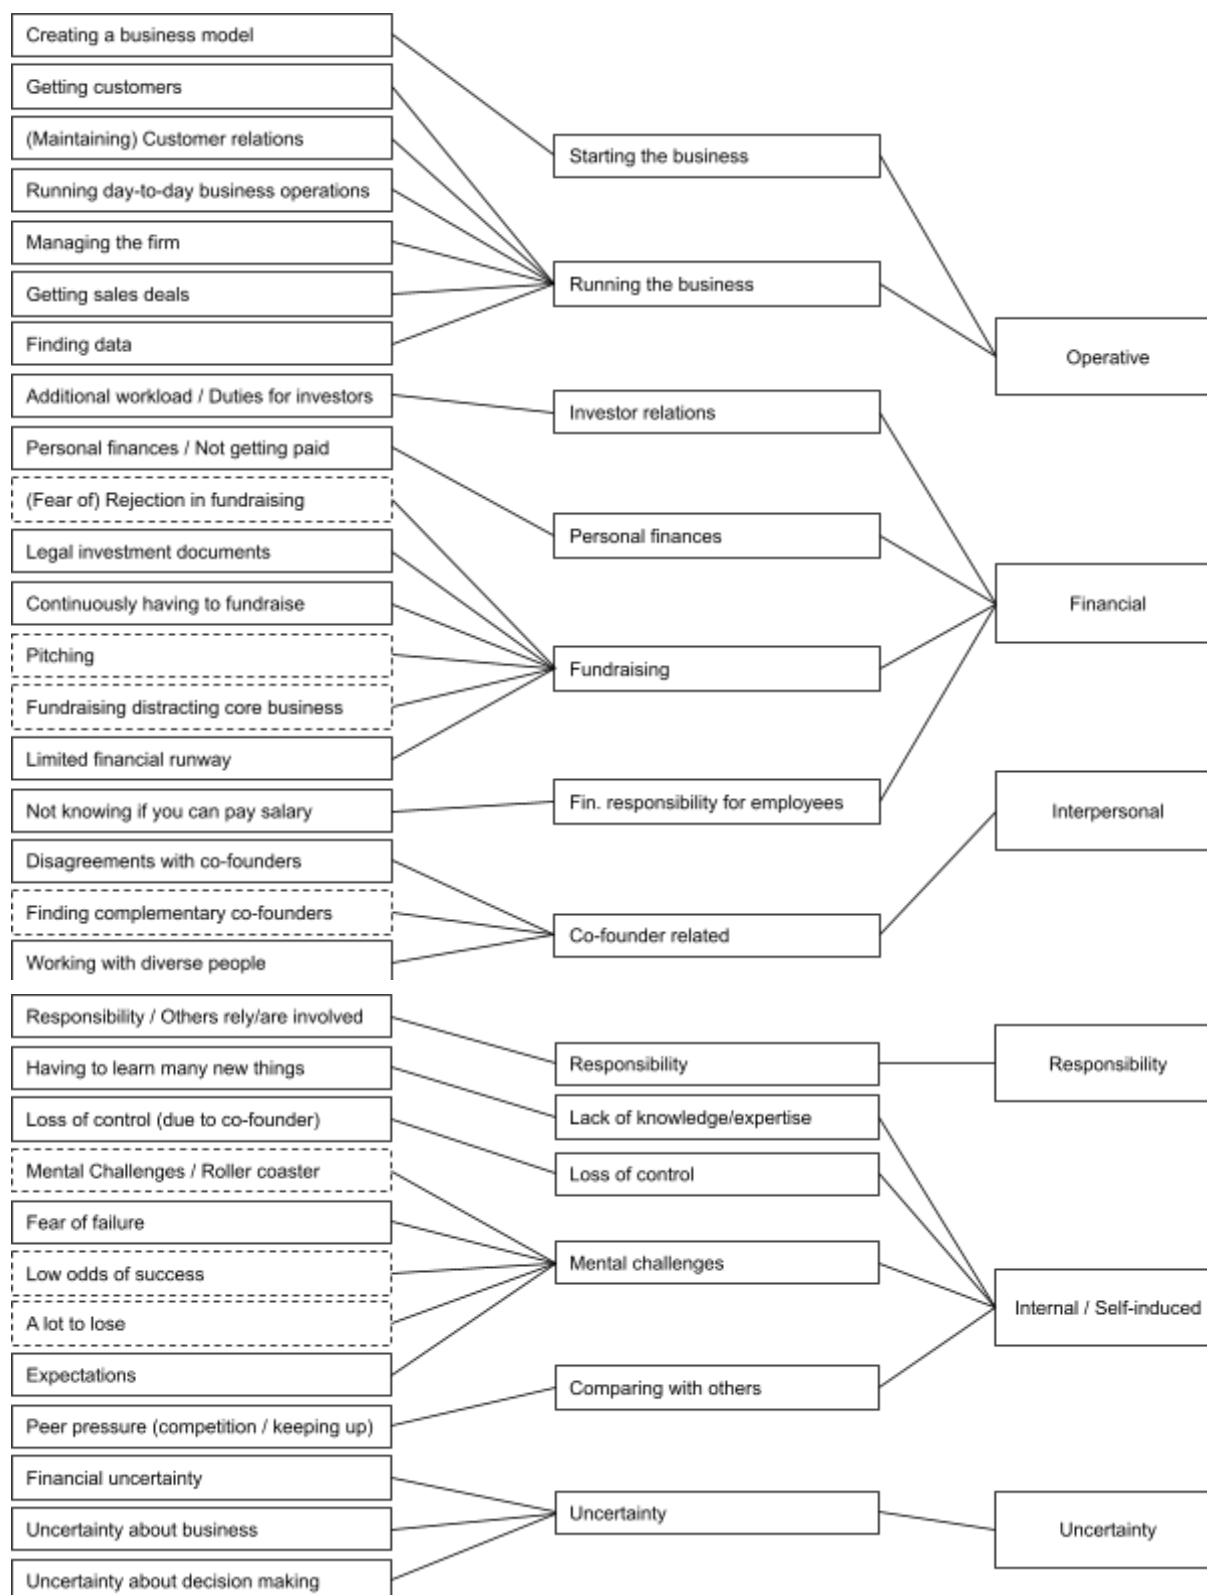 Creating a business model
Getting customers
(Maintaining) Customer relations
Running day-to-day business operations
Managing the firm
Getting sales deals
Finding data
Additional workload / Duties for investors
Personal finances / Not getting paid
(Fear of) Rejection in fundraising
Legal investment documents
Continuously having to fundraise
Pitching
Fundraising distracting core business
Limited financial runway
Not knowing if you can pay salary
Disagreements with co-founders
Finding complementary co-founders
Working with diverse people
Responsibility / Others rely/are involved
Having to learn many new things
Loss of control (due to co-founder)
Mental Challenges / Roller coaster
Fear of failure
Low odds of success
A lot to lose
Expectations
Peer pressure (competition / keeping up)
Financial uncertainty
Uncertainty about business
Uncertainty about decision making
Starting the business
Running the business
Investor relations
Personal finances
Fundraising
Fin. responsibility for employees
Co-founder related
Responsibility
Lack of knowledge/expertise
Loss of control
Mental challenges
Comparing with others
Uncertainty
Operative
Financial
Interpersonal
Responsibility
Internal / Self-induced
Uncertainty